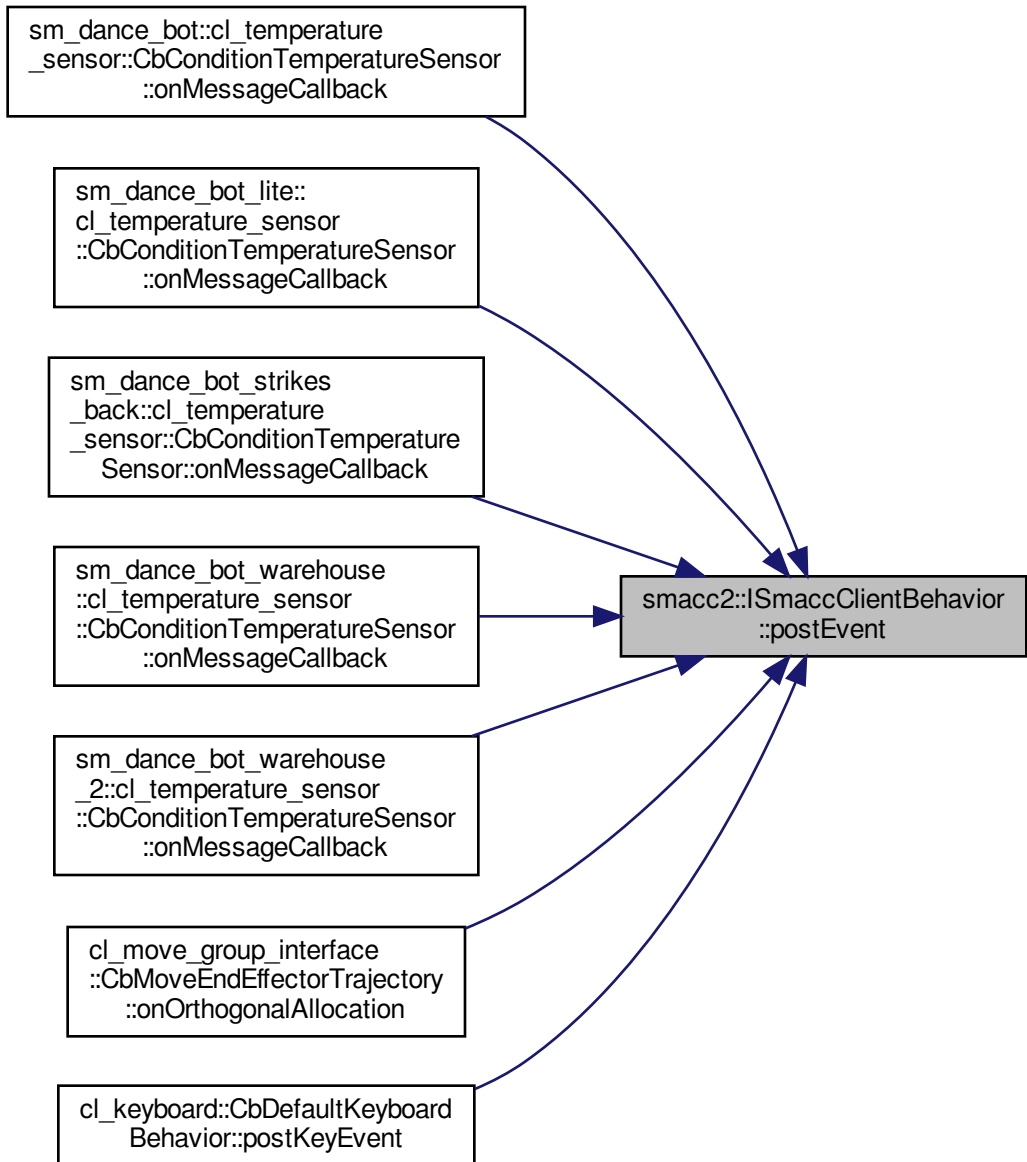 sm_dance_bot::cl_temperature
_sensor::CbConditionTemperatureSensor
::onMessageCallback
sm_dance_bot_lite::
cl_temperature_sensor
::CbConditionTemperatureSensor
::onMessageCallback
sm_dance_bot_strikes
_back::cl_temperature
_sensor::CbConditionTemperature
Sensor::onMessageCallback
sm_dance_bot_warehouse
::cl_temperature_sensor
::CbConditionTemperatureSensor
::onMessageCallback
smacc2::ISmaccClientBehavior
::postEvent
sm_dance_bot_warehouse
_2::cl_temperature_sensor
::CbConditionTemperatureSensor
::onMessageCallback
cl_move_group_interface
::CbMoveEndEffectorTrajectory
::onOrthogonalAllocation
cl_keyboard::CbDefaultKeyboard
Behavior::postKeyEvent